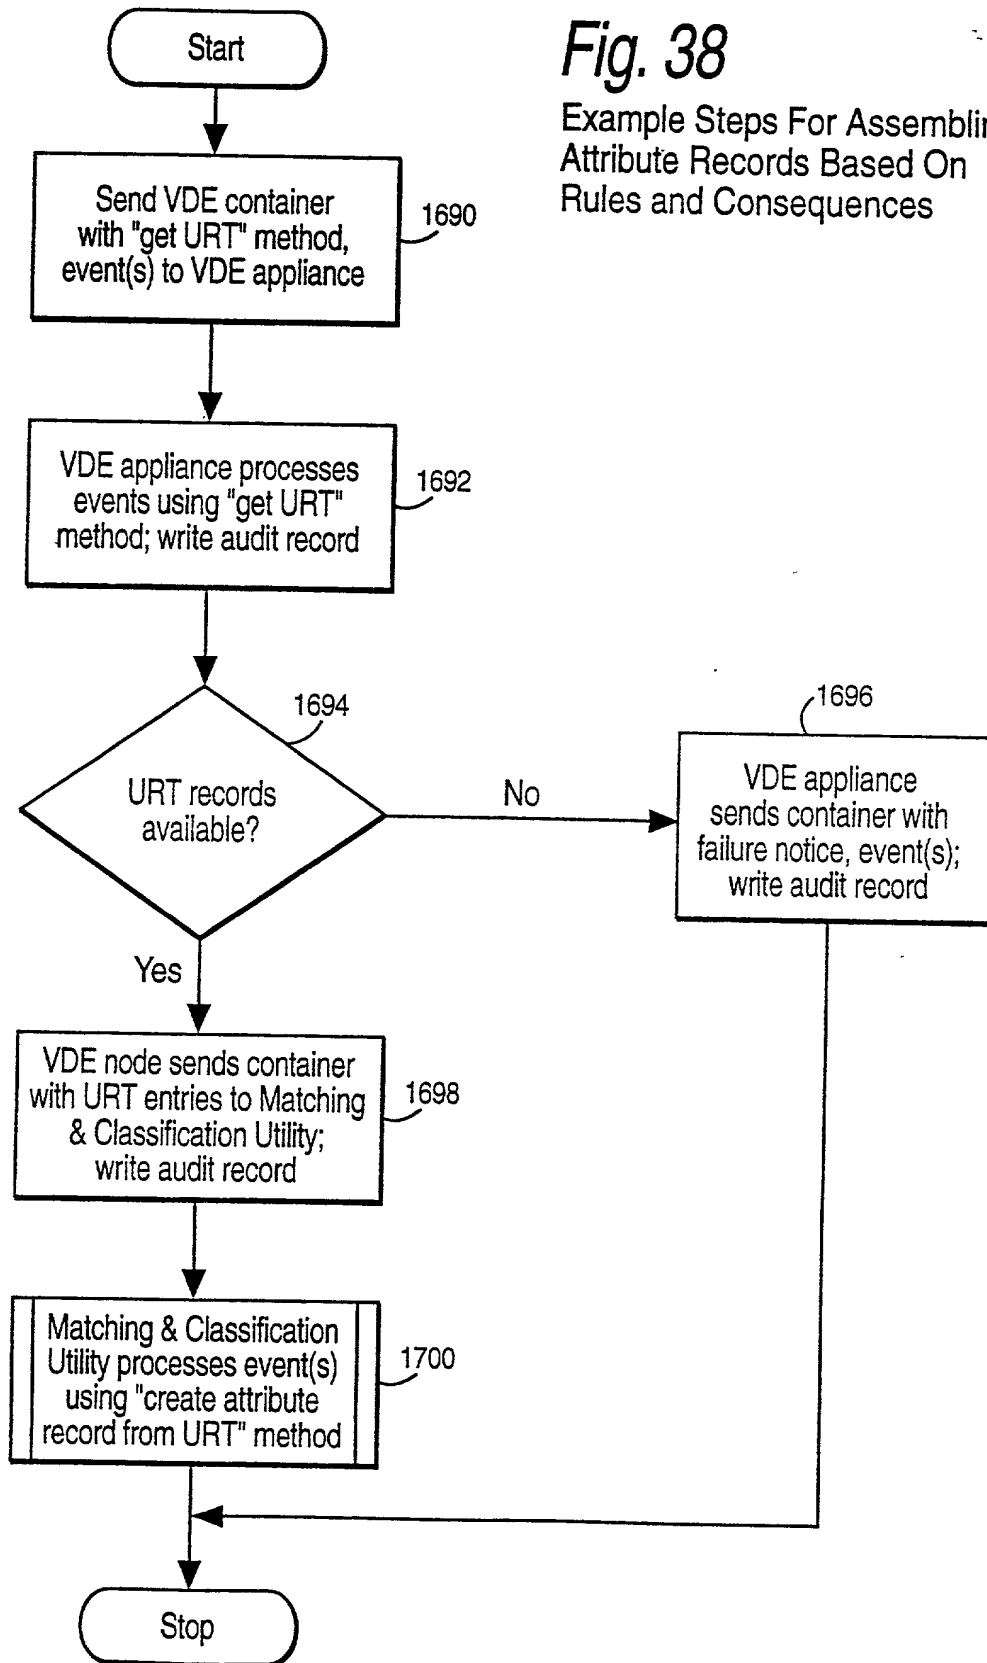 Start
Fig. 38
Example Steps For Assemblin
Attribute Records Based On
Rules and Consequences
Send VDE container
with "get URT" method,
event(s) to VDE appliance
1690
VDE appliance processes
events using "get URT"
method; write audit record
1692
URT records
available?
1694
No
1696
VDE appliance
sends container with
failure notice, event(s);
write audit record
Yes
VDE node sends container
with URT entries to Matching
& Classification Utility;
write audit record
1698
Matching & Classification
Utility processes event(s)
using "create attribute
record from URT" method
1700
Stop